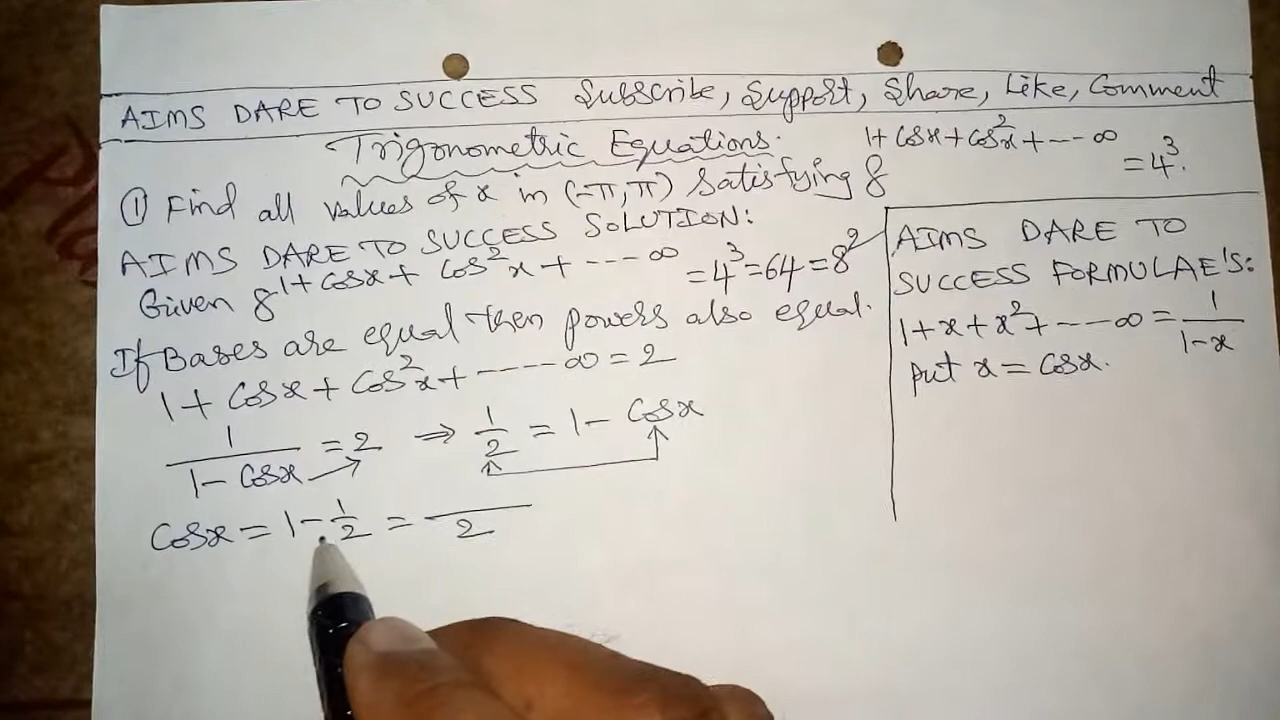 AIMS DARE TO SUCCESS Subscribe, Support, Share, Like, Comment
Trigonometric Equations.
① Find all values of x in (-π,π) Satisfying 8^(1+Cosx+Cos²x+-----∞) = 4³.
AIMS DARE TO SUCCESS SOLUTION:
Given 8^(1+Cosx+Cos²x+-----∞) = 4³ = 64 = 8²
If Bases are equal then powers also equal.
1+Cosx+Cos²x+-----∞ = 2
1/(1-Cosx) = 2 ⇒ 1/2 = 1-Cosx
Cosx = 1-1/2 = /2
AIMS DARE TO
SUCCESS FORMULAE'S:
1+x+x²+-----∞ = 1/(1-x)
put x = Cosx.